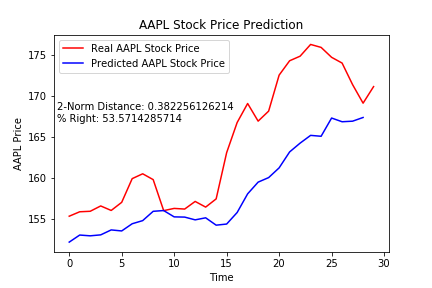 AAPL Stock Price Prediction
Real AAPL Stock Price
Predicted AAPL Stock Price
2-Norm Distance: 0.382256126214
% Right: 53.5714285714
AAPL Price
175
170
165
160
155
0 5 10 15 20 25 30
Time